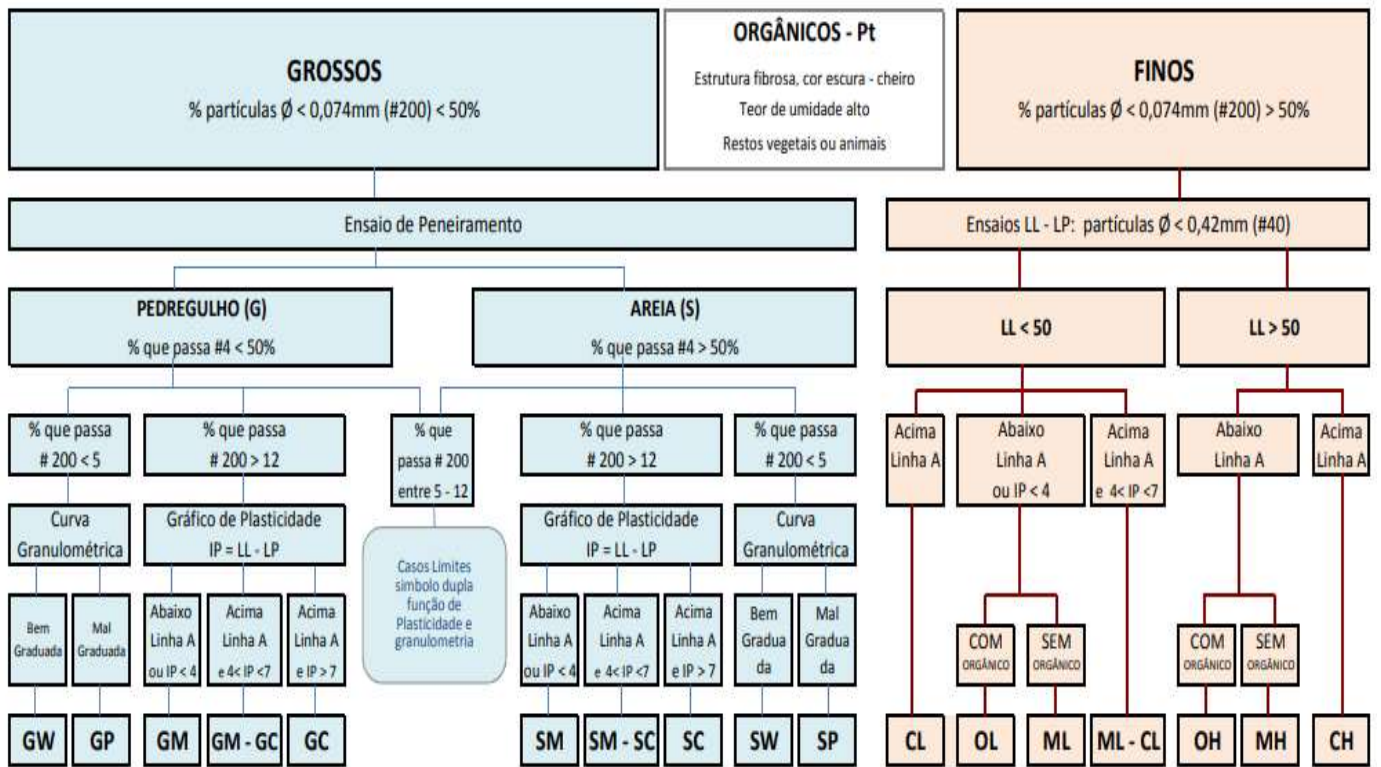 GROSSOS
% partículas Ø < 0,074mm (#200) < 50%
ORGÂNICOS - Pt
Estrutura fibrosa, cor escura - cheiro
Teor de umidade alto
Restos vegetais ou animais
FINOS
% partículas Ø < 0,074mm (#200) > 50%
Ensaio de Peneiramento
Ensaios LL - LP: partículas Ø < 0,42mm (#40)
PEDREGULHO (G)
% que passa #4 < 50%
AREIA (S)
% que passa #4 > 50%
LL < 50
LL > 50
% que passa
# 200 < 5
% que passa
# 200 > 12
% que
passa # 200
entre 5 - 12
% que passa
# 200 > 12
% que passa
# 200 < 5
Acima
Linha A
Abaixo
Linha A
ou IP < 4
Acima
Linha A
e 4< IP <7
Abaixo
Linha A
Acima
Linha A
Curva
Granulométrica
Gráfico de Plasticidade
IP = LL - LP
Casos Limites
simbolo dupla
função de
Plasticidade e
granulometria
Gráfico de Plasticidade
IP = LL - LP
Curva
Granulométrica
Bem
Graduada
Mal
Graduada
Abaixo
Linha A
ou IP < 4
Acima
Linha A
e 4< IP <7
Acima
Linha A
e IP > 7
Abaixo
Linha A
ou IP < 4
Acima
Linha A
e 4< IP <7
Acima
Linha A
e IP > 7
Bem
Gradua
da
Mal
Gradua
da
COM
ORGÂNICO
SEM
ORGÂNICO
COM
ORGÂNICO
SEM
ORGÂNICO
GW
GP
GM
GM - GC
GC
SM
SM - SC
SC
SW
SP
CL
OL
ML
ML - CL
OH
MH
CH